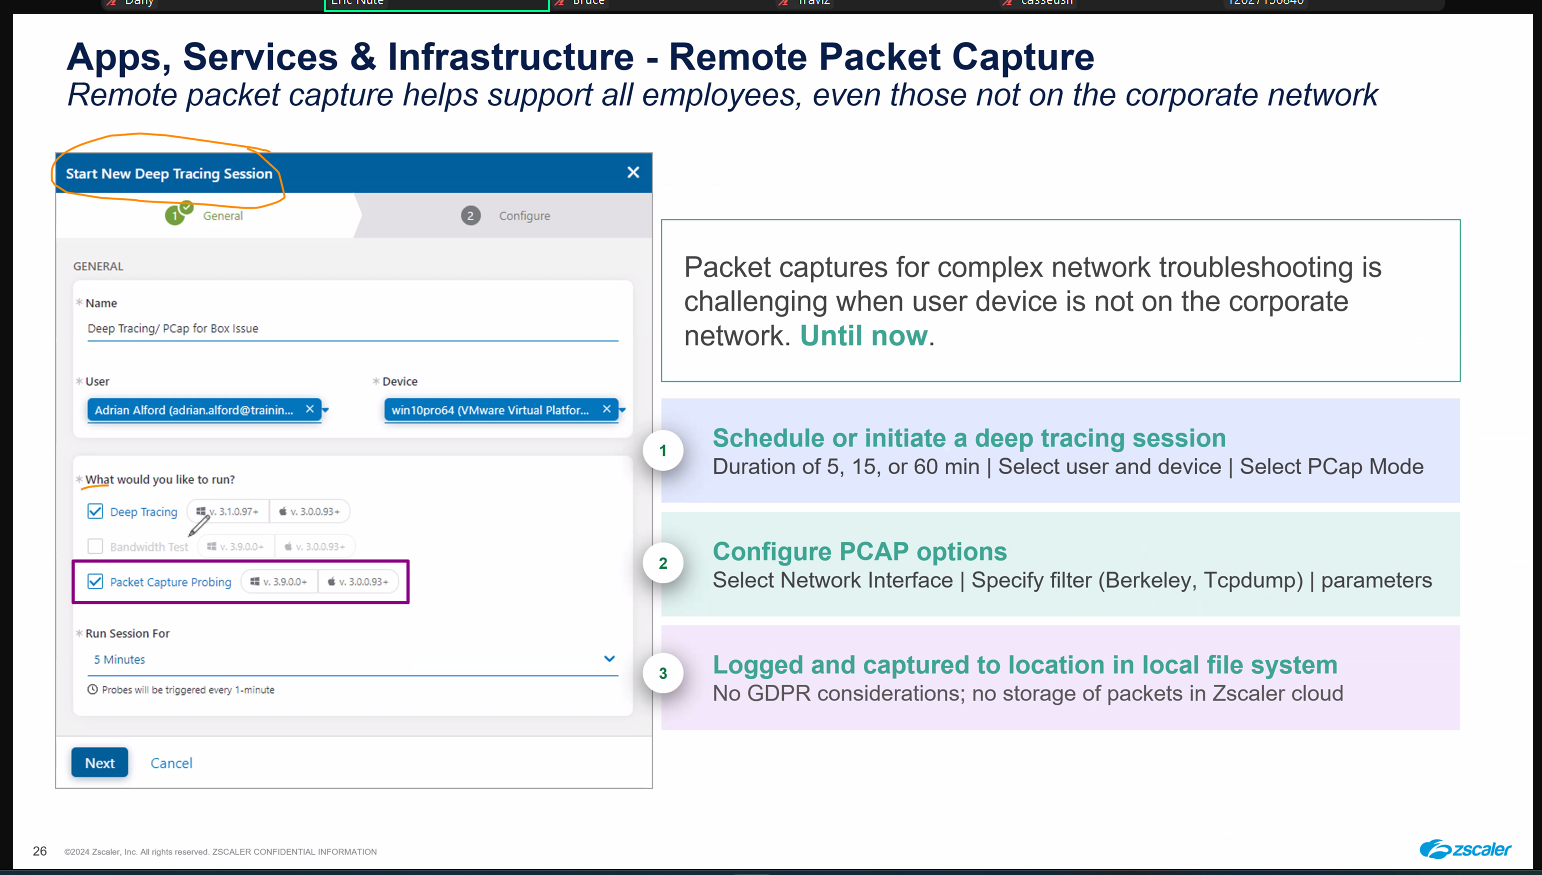 Dany
Eric Nute
Bruce
Traviz
Apps, Services & Infrastructure - Remote Packet Capture
Remote packet capture helps support all employees, even those not on the corporate network
Start New Deep Tracing Session
1 General
2 Configure
GENERAL
* Name
Deep Tracing/ PCap for Box Issue
* User
* Device
Adrian Alford (adrian.alford@trainin...
win10pro64 (VMware Virtual Platfor...
* What would you like to run?
Deep Tracing v. 3.1.0.97+ v. 3.0.0.93+
Bandwidth Test v. 3.9.0.0+ v. 3.0.0.93+
Packet Capture Probing v. 3.9.0.0+ v. 3.0.0.93+
* Run Session For
5 Minutes
Probes will be triggered every 1-minute
Next Cancel
Packet captures for complex network troubleshooting is
challenging when user device is not on the corporate
network. Until now.
1
Schedule or initiate a deep tracing session
Duration of 5, 15, or 60 min | Select user and device | Select PCap Mode
2
Configure PCAP options
Select Network Interface | Specify filter (Berkeley, Tcpdump) | parameters
3
Logged and captured to location in local file system
No GDPR considerations; no storage of packets in Zscaler cloud
26 ©2024 Zscaler, Inc. All rights reserved. ZSCALER CONFIDENTIAL INFORMATION
zscaler